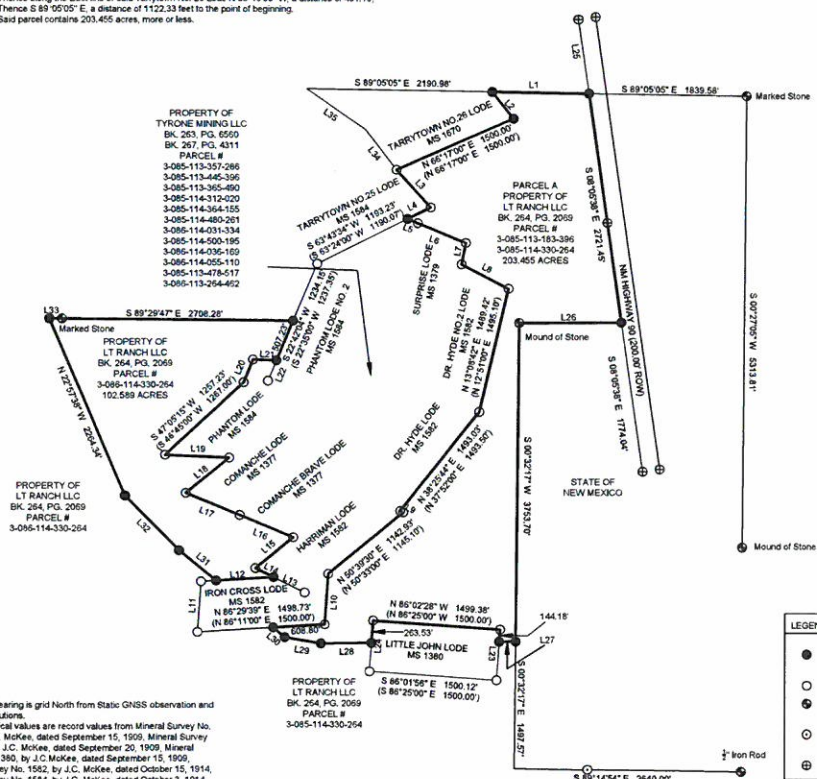 Thence S 89°05'05" E, a distance of 1122.33 feet to the point of beginning.
Said parcel contains 203.455 acres, more or less.
S 89°05'05" E 2190.98'
L1
L25
S 89°05'05" E 1839.58'
Marked Stone
L35
L2
L34
TARRYTOWN NO.26 LODE
MS 1670
N 66°17'00" E 1500.00'
(N 66°17'00" E 1500.00')
PROPERTY OF
TYRONE MINING LLC
BK. 263, PG. 6560
BK. 267, PG. 4311
PARCEL #
3-085-113-357-286
3-085-113-445-396
3-085-113-365-490
3-085-114-312-020
3-085-114-364-155
3-085-114-480-261
3-086-114-031-334
3-085-114-500-195
3-086-114-036-169
3-086-114-055-110
3-085-113-478-517
3-086-113-264-462
TARRYTOWN NO.25 LODE
MS 1584
S 63°43'34" W 1193.23'
(S 63°24'00" W 1190.07')
L3
L4
L5
L6
L7
L8
PARCEL A
PROPERTY OF
LT RANCH LLC
BK. 264, PG. 2069
PARCEL #
3-085-113-183-396
3-085-114-330-264
203.455 ACRES
S 08°05'38" E 2721.45'
NM HIGHWAY 90 (200.00' ROW)
S 00°27'05" W 5313.81'
SURPRISE LODE
MS 1379
S 22°42'04" W 1234.15'
(S 22°35'00" W 1237.35')
PHANTOM LODE NO. 2
MS 1584
507.23'
L33
Marked Stone
S 89°29'47" E 2708.28'
PROPERTY OF
LT RANCH LLC
BK. 264, PG. 2069
PARCEL #
3-086-114-330-264
102.589 ACRES
DR. HYDE NO.2 LODE
MS 1582
N 13°08'42" E 1489.42'
(N 12°51'00" E 1495.10')
L26
Mound of Stone
S 08°05'38" E 1774.04'
N 22°57'38" W 2264.34'
L21
L20
L22
S 47°05'15" W 1257.23'
(S 46°45'00" W 1267.00')
PHANTOM LODE
MS 1584
L19
L18
COMANCHE LODE
MS 1377
COMANCHE BRAVE LODE
MS 1377
L17
L16
L15
HARRIMAN LODE
MS 1582
DR. HYDE LODE
MS 1582
N 38°25'44" E 1493.03'
(N 37°52'00" E 1493.50')
S 00°32'17" W 3753.70'
STATE OF
NEW MEXICO
Mound of Stone
PROPERTY OF
LT RANCH LLC
BK. 264, PG. 2069
PARCEL #
3-085-114-330-264
L32
L31
L14
L13
L12
L11
IRON CROSS LODE
MS 1582
N 86°29'39" E 1498.73'
(N 86°11'00" E 1500.00')
608.80'
L10
N 50°39'30" E 1142.93'
(N 50°33'00" E 1145.10')
N 86°02'28" W 1499.38'
(N 86°25'00" W 1500.00')
144.18'
263.53'
L30
L29
L28
LITTLE JOHN LODE
MS 1380
L23
L27
S 86°01'56" E 1500.12'
(S 86°25'00" E 1500.00')
PROPERTY OF
LT RANCH LLC
BK. 264, PG. 2069
PARCEL #
3-085-114-330-264
S 00°32'17" E 1497.57'
LEGEN
earing is grid North from Static GNSS observation and
utions.
cal values are record values from Mineral Survey No.
McKee, dated September 15, 1909, Mineral Survey
J.C. McKee, dated September 20, 1909, Mineral
380, by J.C.McKee, dated September 15, 1909,
ey No. 1582, by J.C. McKee, dated October 15, 1914,
½" Iron Rod
S 89°14'54" E 2640.00'